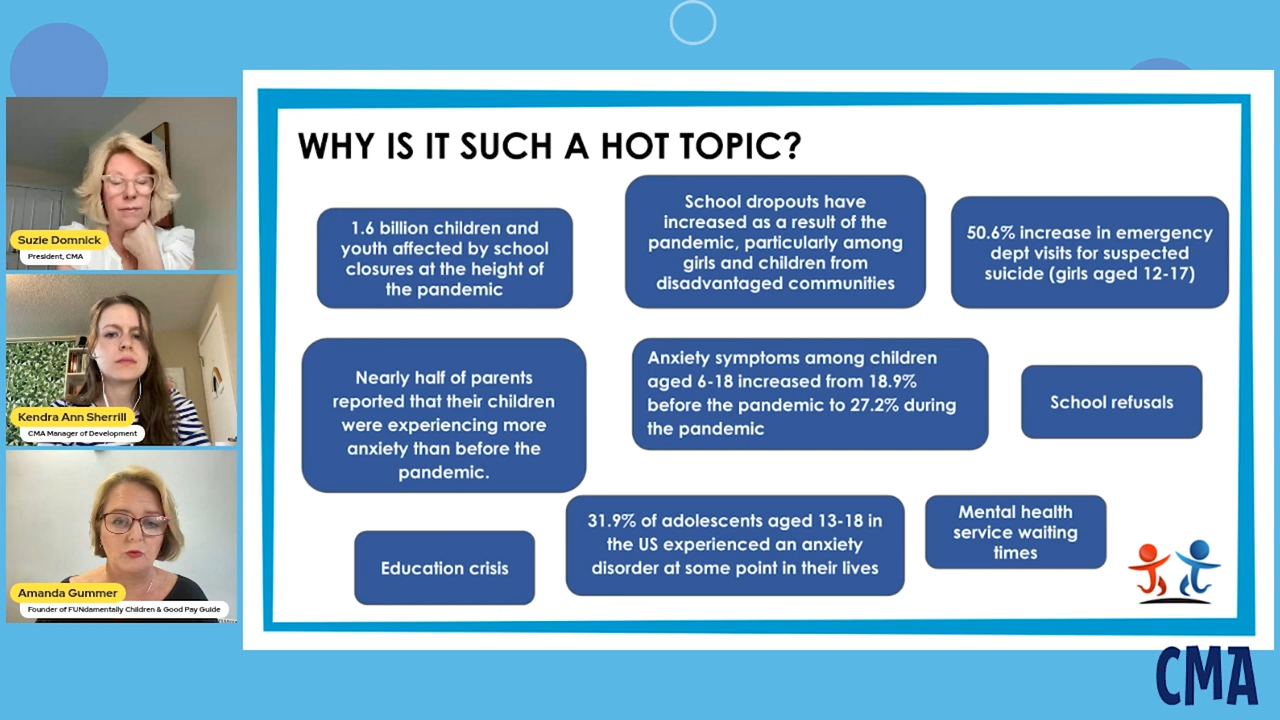 WHY IS IT SUCH A HOT TOPIC?
1.6 billion children and
youth affected by school
closures at the height of
the pandemic
School dropouts have
increased as a result of the
pandemic, particularly among
girls and children from
disadvantaged communities
50.6% increase in emergency
dept visits for suspected
suicide (girls aged 12-17)
Nearly half of parents
reported that their children
were experiencing more
anxiety than before the
pandemic.
Anxiety symptoms among children
aged 6-18 increased from 18.9%
before the pandemic to 27.2% during
the pandemic
School refusals
Education crisis
31.9% of adolescents aged 13-18 in
the US experienced an anxiety
disorder at some point in their lives
Mental health
service waiting
times
Suzie Domnick
President, CMA
Kendra Ann Sherrill
CMA Manager of Development
Amanda Gummer
Founder of FUNdamentally Children & Good Pay Guide
CMA